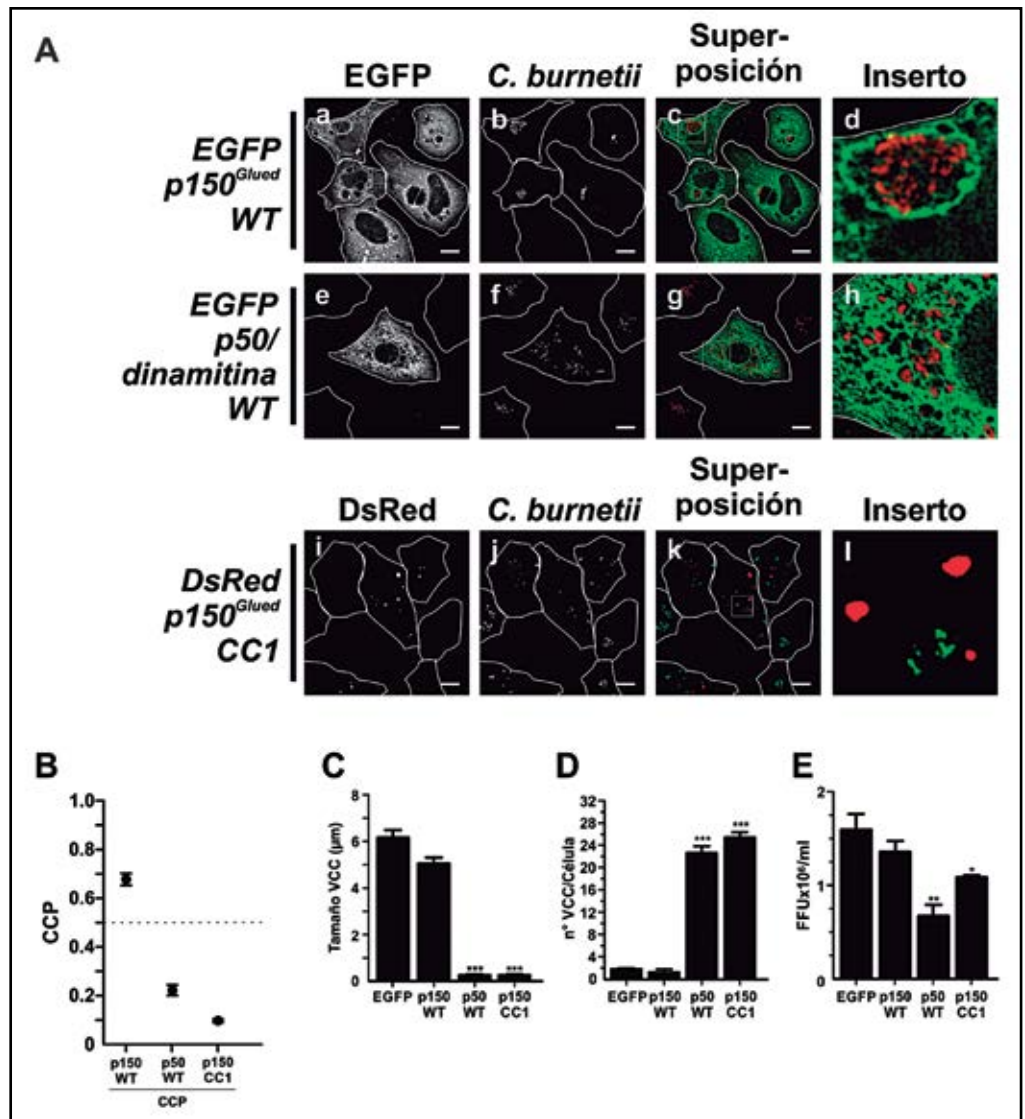 A
EGFP
C. burnetii
Super-
posición
Inserto
EGFP
p150Glued
WT
a
b
c
d
EGFP
p50/
dinamitina
WT
e
f
g
h
DsRed
C. burnetii
Super-
posición
Inserto
DsRed
p150Glued
CC1
i
j
k
l
B
CCP
1.0
0.8
0.6
0.4
0.2
0
p150
WT
p50
WT
p150
CC1
CCP
C
Tamaño VCC (µm)
8
6
4
2
0
***
***
EGFP
p150
WT
p50
WT
p150
CC1
D
n° VCC/Célula
32
28
24
20
16
12
8
4
0
***
***
EGFP
p150
WT
p50
WT
p150
CC1
E
FFUx10⁶/ml
2
1
0
**
*
EGFP
p150
WT
p50
WT
p150
CC1